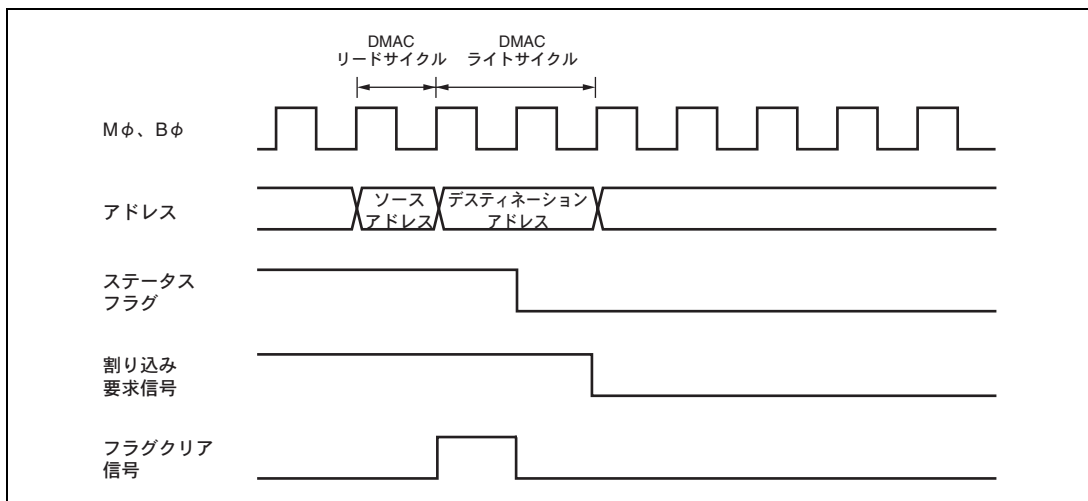 DMAC
リードサイクル
DMAC
ライトサイクル
Mφ、Bφ
アドレス
ソース
アドレス
デスティネーション
アドレス
ステータス
フラグ
割り込み
要求信号
フラグクリア
信号